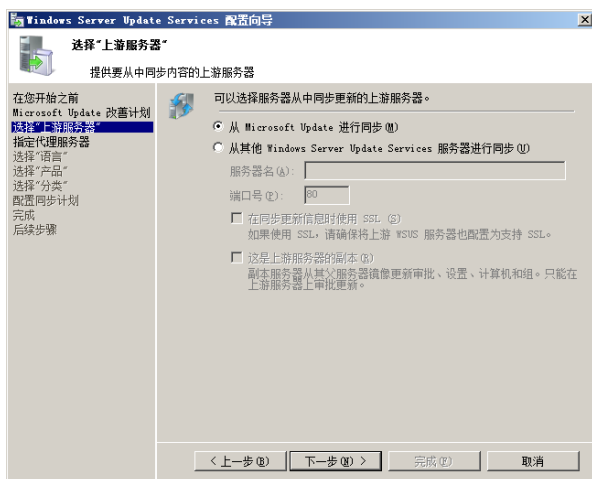 Windows Server Update Services 配置向导
选择“上游服务器”
提供要从中同步内容的上游服务器
在您开始之前
Microsoft Update 改善计划
选择“上游服务器”
指定代理服务器
选择“语言”
选择“产品”
选择“分类”
配置同步计划
完成
后续步骤
可以选择服务器从中同步更新的上游服务器。
从 Microsoft Update 进行同步(M)
从其他 Windows Server Update Services 服务器进行同步(U)
服务器名(A):
端口号(P): 80
在同步更新信息时使用 SSL (S)
如果使用 SSL，请确保将上游 WSUS 服务器也配置为支持 SSL。
这是上游服务器的副本(R)
副本服务器从其父服务器镜像更新审批、设置、计算机和组。只能在
上游服务器上审批更新。
< 上一步(B) 下一步(N) > 完成(F) 取消